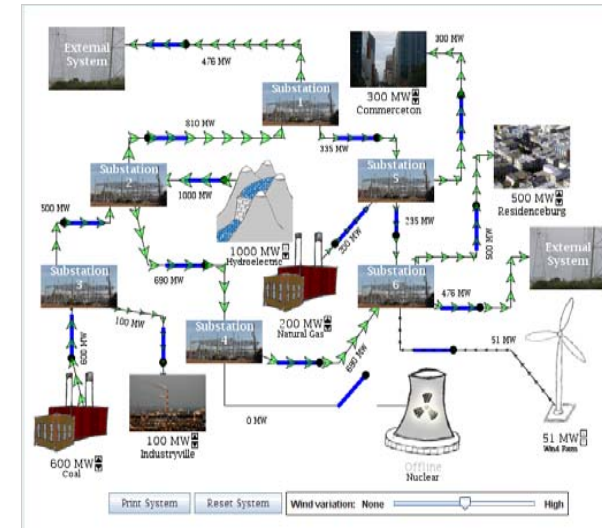 External
System
476 MW
Substation
1
300 MW
300 MW
Commerceton
810 MW
335 MW
Substation
2
1000 MW
Substation
5
500 MW
Residenceburg
500 MW
1000 MW
Hydroelectric
235 MW
500 MW
External
System
Substation
3
690 MW
Substation
6
476 MW
100 MW
200 MW
Natural Gas
Substation
4
600 MW
690 MW
51 MW
0 MW
100 MW
Industryville
600 MW
Coal
Offline
Nuclear
51 MW
Wind Farm
Print System
Reset System
Wind variation: None
High